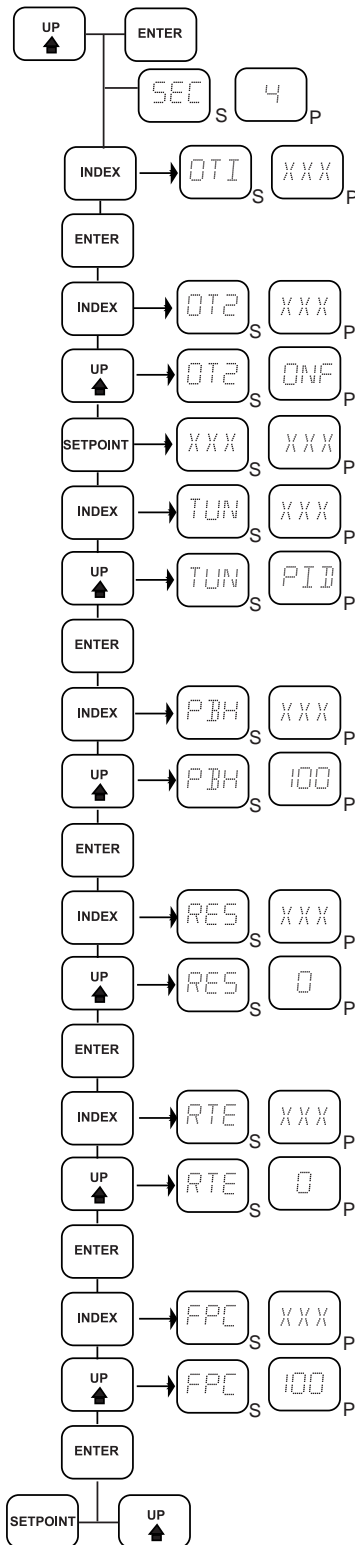 UP ENTER
SEC S 4 P
INDEX OT1 S XXX P
ENTER
INDEX OT2 S XXX P
UP OT2 S ONF P
SETPOINT XXX S XXX P
INDEX TUN S XXX P
UP TUN S PID P
ENTER
INDEX PBH S XXX P
UP PBH S 100 P
ENTER
INDEX RES S XXX P
UP RES S 0 P
ENTER
INDEX RTE S XXX P
UP RTE S 0 P
ENTER
INDEX FPC S XXX P
UP FPC S 100 P
ENTER
SETPOINT UP